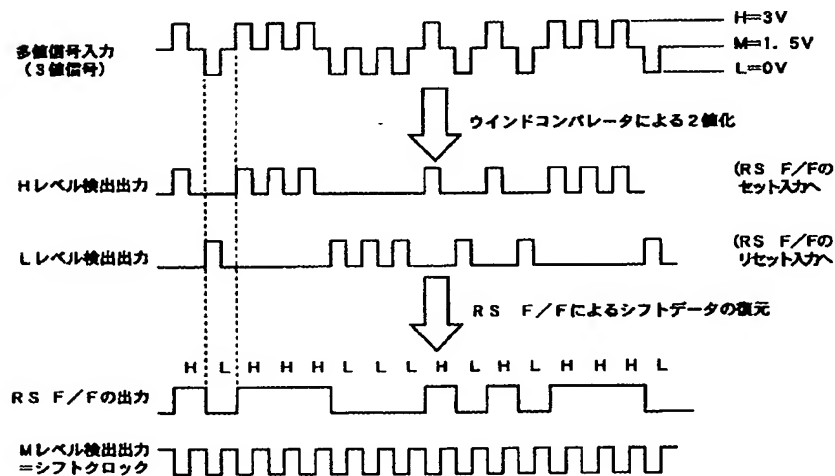 多値信号入力
(3値信号)
H=3V
M=1.5V
L=0V
ウインドコンパレータによる2値化
Hレベル検出出力
(RS F/Fの
セット入力へ
Lレベル検出出力
(RS F/Fの
リセット入力へ
RS F/Fによるシフトデータの復元
H L H H H L L L H L H L H H H L
RS F/Fの出力
Mレベル検出出力
=シフトクロック